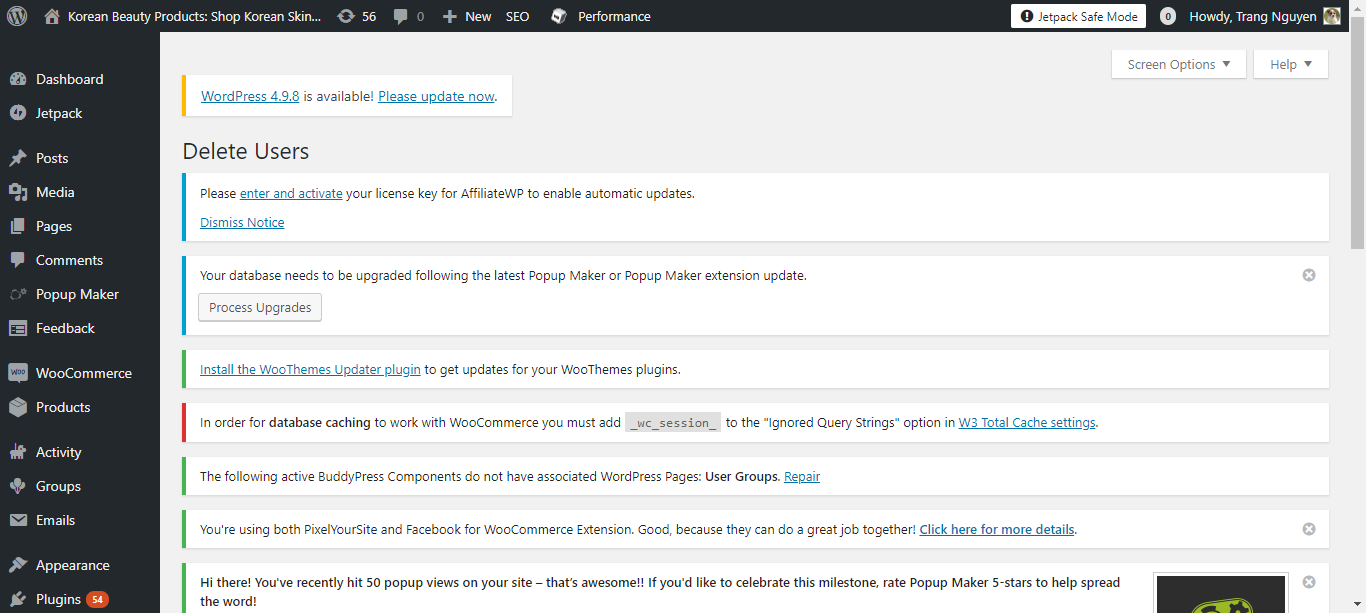 Korean Beauty Products: Shop Korean Skin... 56 0 New SEO Performance Jetpack Safe Mode 0 Howdy, Trang Nguyen
Screen Options Help
Dashboard
Jetpack
Posts
Media
Pages
Comments
Popup Maker
Feedback
WOO WooCommerce
Products
Activity
Groups
Emails
Appearance
Plugins 54
WordPress 4.9.8 is available! Please update now.
Delete Users
Please enter and activate your license key for AffiliateWP to enable automatic updates.
Dismiss Notice
Your database needs to be upgraded following the latest Popup Maker or Popup Maker extension update.
Process Upgrades
Install the WooThemes Updater plugin to get updates for your WooThemes plugins.
In order for database caching to work with WooCommerce you must add _wc_session_ to the "Ignored Query Strings" option in W3 Total Cache settings.
The following active BuddyPress Components do not have associated WordPress Pages: User Groups. Repair
You're using both PixelYourSite and Facebook for WooCommerce Extension. Good, because they can do a great job together! Click here for more details.
Hi there! You've recently hit 50 popup views on your site – that’s awesome!! If you'd like to celebrate this milestone, rate Popup Maker 5-stars to help spread
the word!